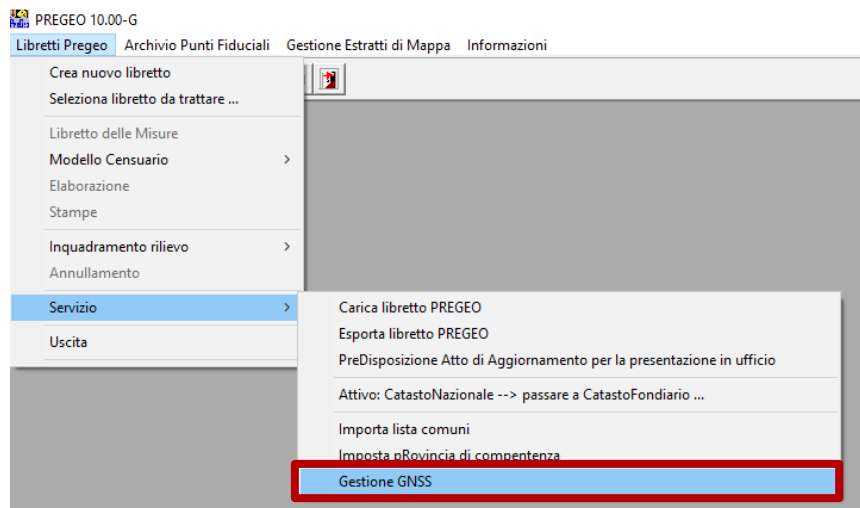 PREGEO 10.00-G
Libretti Pregeo Archivio Punti Fiduciali Gestione Estratti di Mappa Informazioni
Crea nuovo libretto
Seleziona libretto da trattare ...
Libretto delle Misure
Modello Censuario
Elaborazione
Stampe
Inquadramento rilievo
Annullamento
Servizio
Uscita
Carica libretto PREGEO
Esporta libretto PREGEO
PreDisposizione Atto di Aggiornamento per la presentazione in ufficio
Attivo: CatastoNazionale --> passare a CatastoFondiario ...
Importa lista comuni
Imposta pRovincia di compentenza
Gestione GNSS